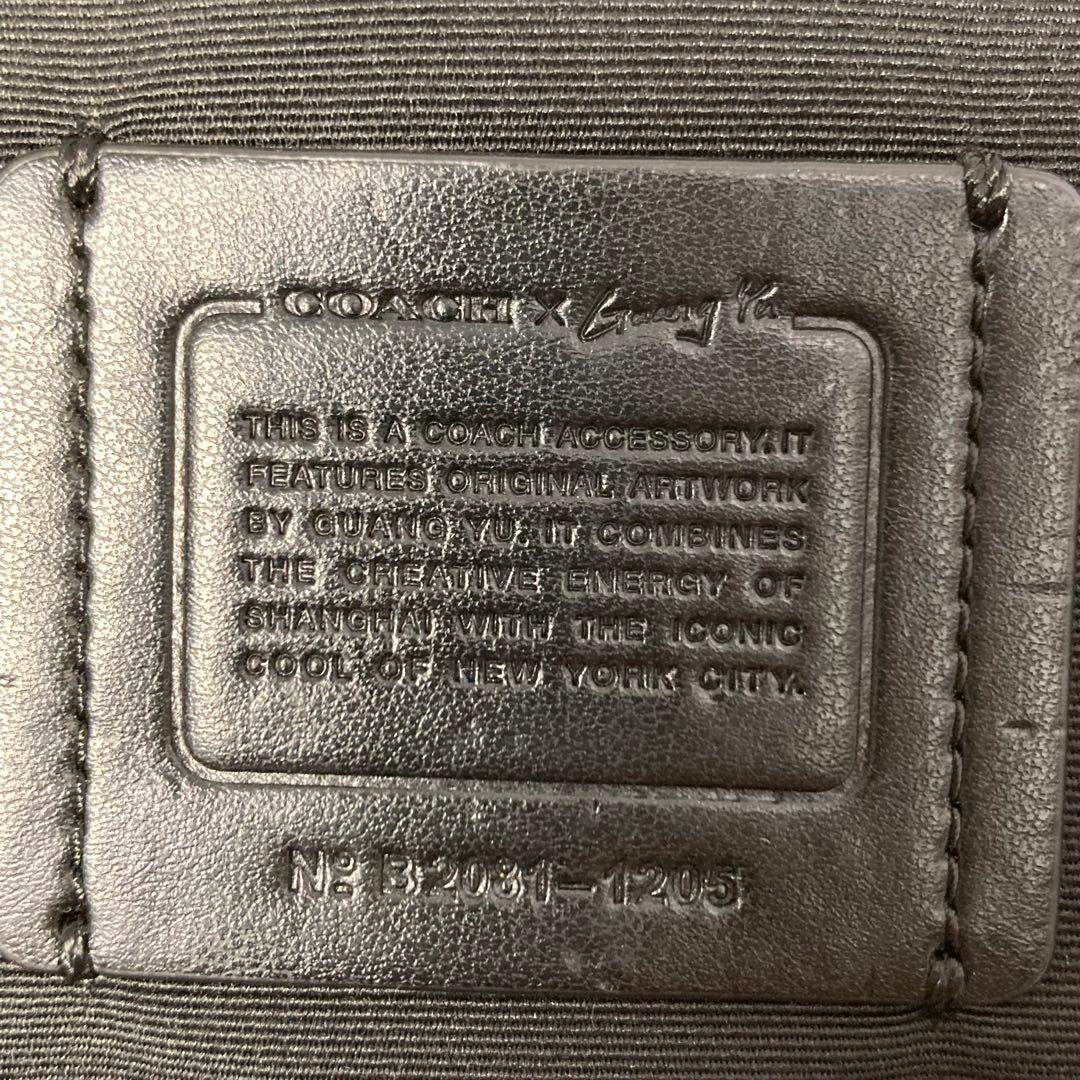 COACH × Guang Yu
THIS IS A COACH ACCESSORY. IT
FEATURES ORIGINAL ARTWORK
BY GUANG YU. IT COMBINES
THE CREATIVE ENERGY OF
SHANGHAI WITH THE ICONIC
COOL OF NEW YORK CITY.
Nº B2081-1205